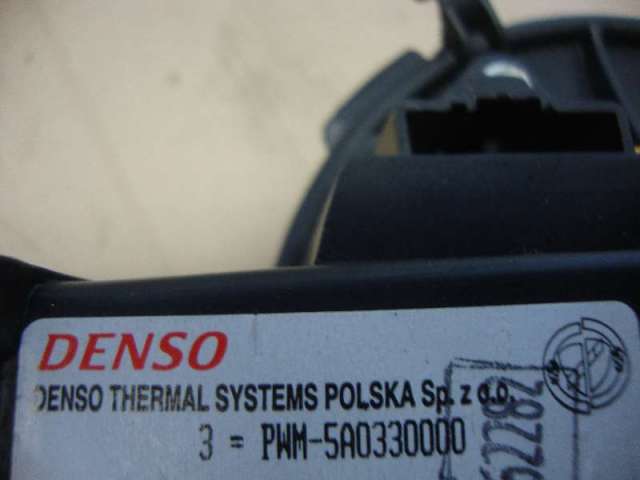 DENSO
DENSO THERMAL SYSTEMS POLSKA Sp. z o.o.
3 = PWM-5A0330000